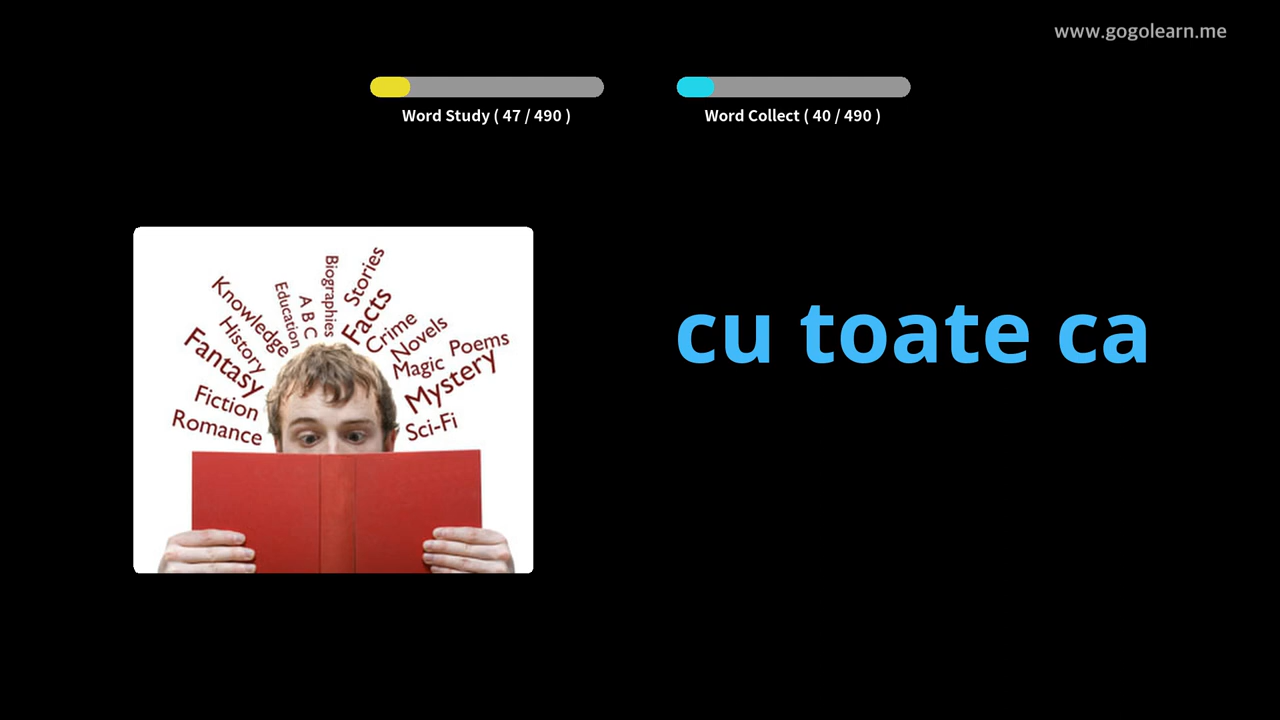 www.gogolearn.me
Word Study ( 47 / 490 )
Word Collect ( 40 / 490 )
Biographies
Stories
Education
A B C
Facts
Knowledge
History
Crime
Novels
Poems
Fantasy
Magic
Mystery
Fiction
Romance
Sci-Fi
cu toate ca